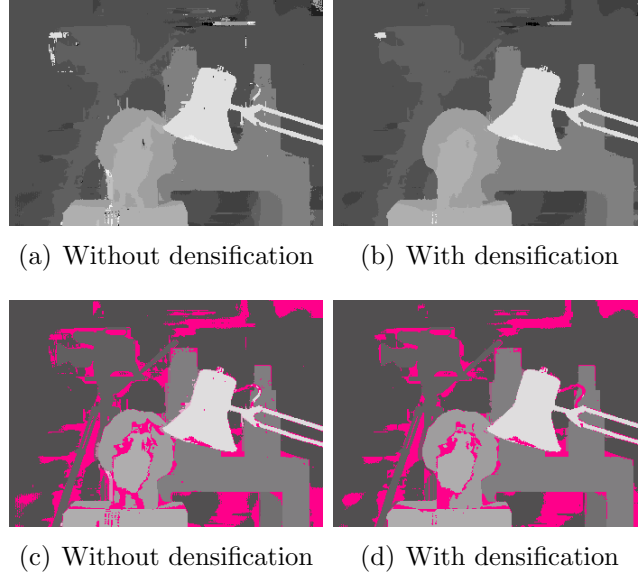 (a) Without densification
(b) With densification
(c) Without densification
(d) With densification